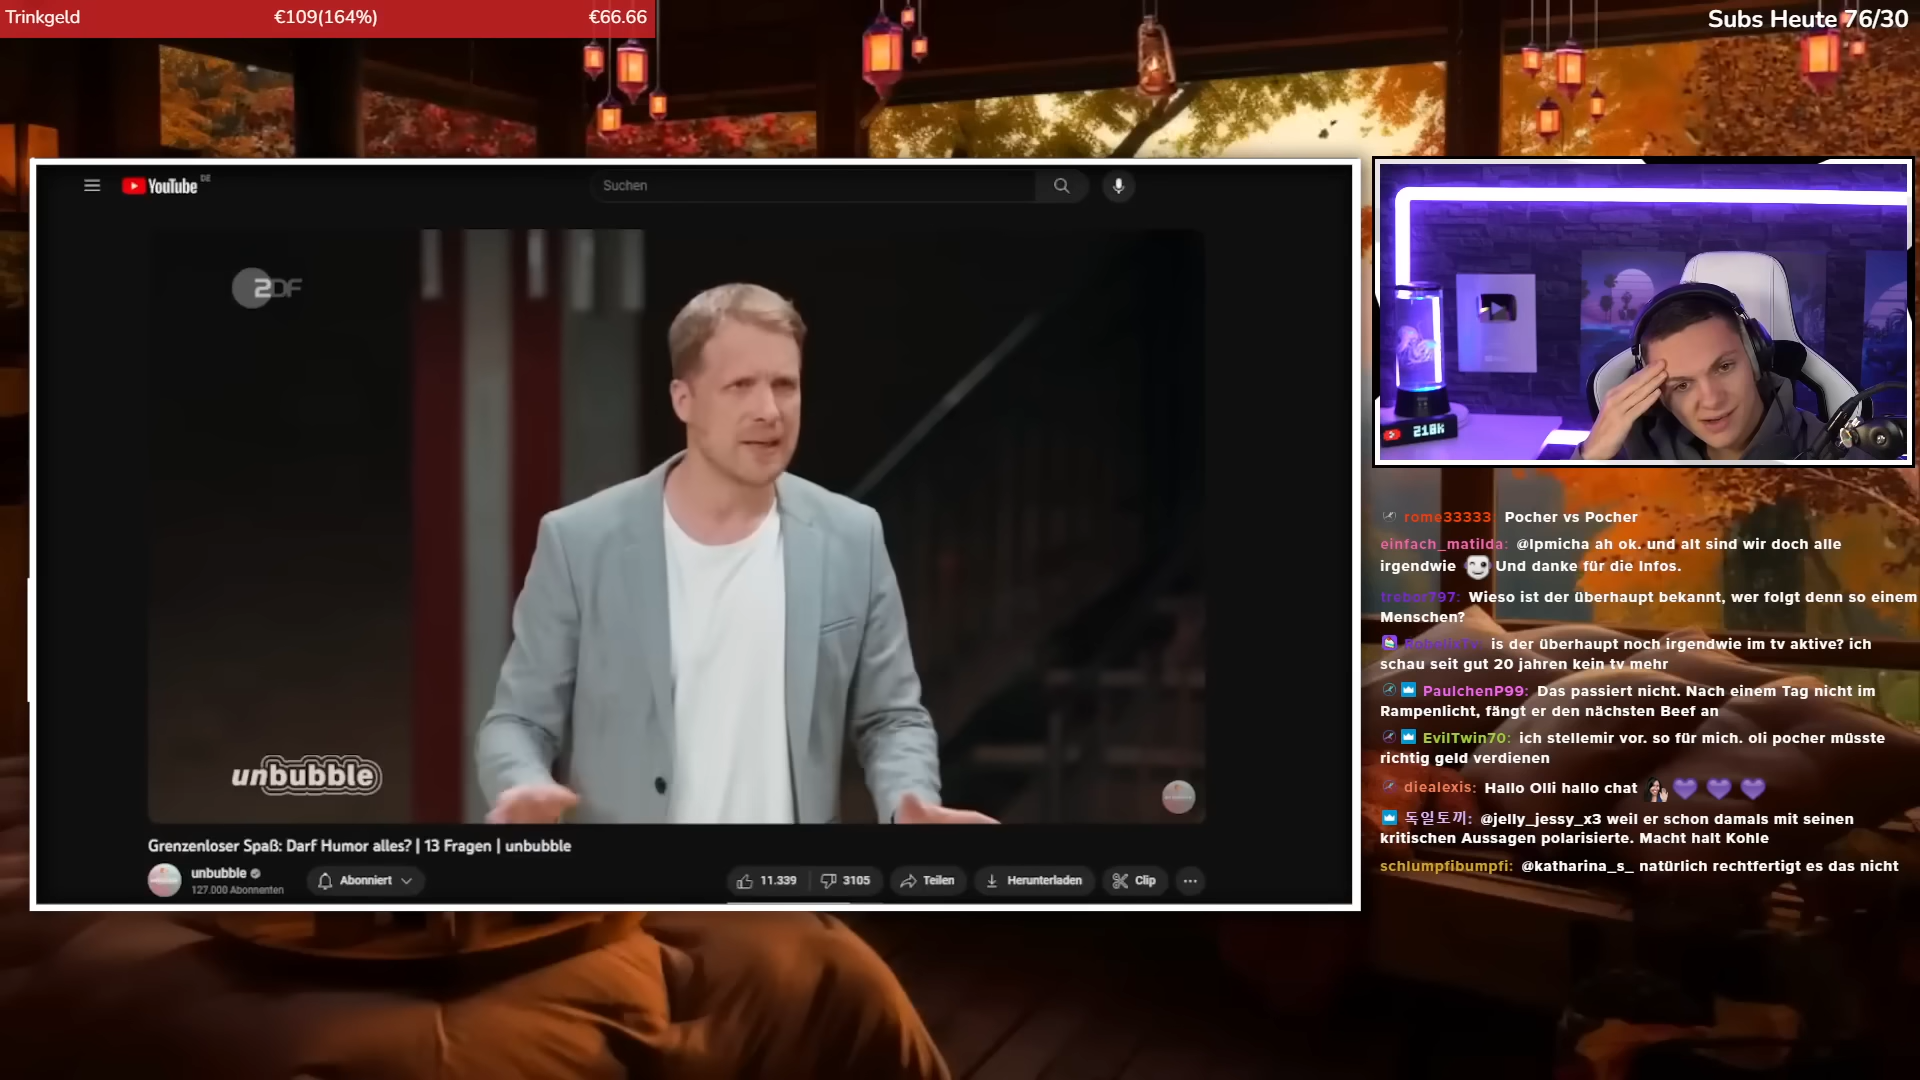 Trinkgeld €109(164%) €66.66
Subs Heute 76/30
YouTube DE
Suchen
ZDF
unbubble
Grenzenloser Spaß: Darf Humor alles? | 13 Fragen | unbubble
unbubble
127.000 Abonnenten
Abonniert
11.339
3105
Teilen
Herunterladen
Clip
218k
rome33333: Pocher vs Pocher
einfach_matilda: @lpmicha ah ok. und alt sind wir doch alle
irgendwie Und danke für die Infos.
trebor797: Wieso ist der überhaupt bekannt, wer folgt denn so einem
Menschen?
is der überhaupt noch irgendwie im tv aktive? ich
schau seit gut 20 jahren kein tv mehr
PaulchenP99: Das passiert nicht. Nach einem Tag nicht im
Rampenlicht, fängt er den nächsten Beef an
EvilTwin70: ich stellemir vor. so für mich. oli pocher müsste
richtig geld verdienen
diealexis: Hallo Olli hallo chat
독일토끼: @jelly_jessy_x3 weil er schon damals mit seinen
kritischen Aussagen polarisierte. Macht halt Kohle
schlumpfibumpfi: @katharina_s_ natürlich rechtfertigt es das nicht